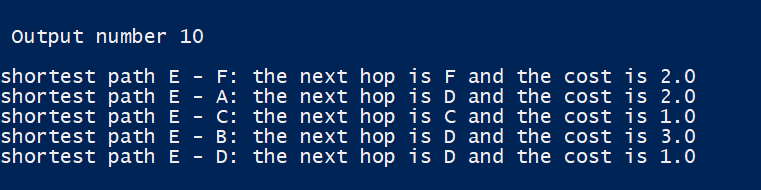 Output number 10
shortest path E - F: the next hop is F and the cost is 2.0
shortest path E - A: the next hop is D and the cost is 2.0
shortest path E - C: the next hop is C and the cost is 1.0
shortest path E - B: the next hop is D and the cost is 3.0
shortest path E - D: the next hop is D and the cost is 1.0